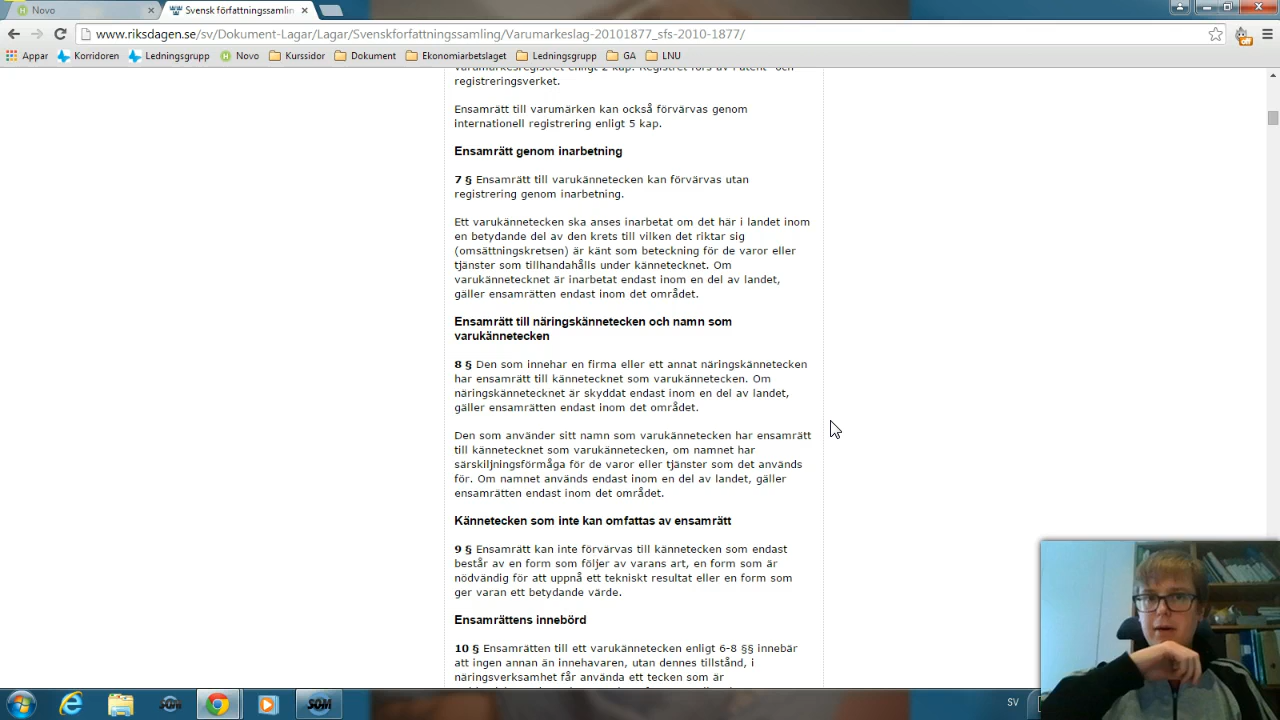 Novo
Svensk författningssamlin
www.riksdagen.se/sv/Dokument-Lagar/Lagar/Svenskforfattningssamling/Varumarkeslag-20101877_sfs-2010-1877/
Appar Korridoren Ledningsgrupp Novo Kurssidor Dokument Ekonomiarbetslaget Ledningsgrupp GA LNU
varumärkesregistret enligt 2 kap. Registret förs av Patent- och
registreringsverket.
Ensamrätt till varumärken kan också förvärvas genom
internationell registrering enligt 5 kap.
Ensamrätt genom inarbetning
7 § Ensamrätt till varukännetecken kan förvärvas utan
registrering genom inarbetning.
Ett varukännetecken ska anses inarbetat om det här i landet inom
en betydande del av den krets till vilken det riktar sig
(omsättningskretsen) är känt som beteckning för de varor eller
tjänster som tillhandahålls under kännetecknet. Om
varukännetecknet är inarbetat endast inom en del av landet,
gäller ensamrätten endast inom det området.
Ensamrätt till näringskännetecken och namn som
varukännetecken
8 § Den som innehar en firma eller ett annat näringskännetecken
har ensamrätt till kännetecknet som varukännetecken. Om
näringskännetecknet är skyddat endast inom en del av landet,
gäller ensamrätten endast inom det området.
Den som använder sitt namn som varukännetecken har ensamrätt
till kännetecknet som varukännetecken, om namnet har
särskiljningsförmåga för de varor eller tjänster som det används
för. Om namnet används endast inom en del av landet, gäller
ensamrätten endast inom det området.
Kännetecken som inte kan omfattas av ensamrätt
9 § Ensamrätt kan inte förvärvas till kännetecken som endast
består av en form som följer av varans art, en form som är
nödvändig för att uppnå ett tekniskt resultat eller en form som
ger varan ett betydande värde.
Ensamrättens innebörd
10 § Ensamrätten till ett varukännetecken enligt 6-8 §§ innebär
att ingen annan än innehavaren, utan dennes tillstånd, i
näringsverksamhet får använda ett tecken som är
SOM SOM SV